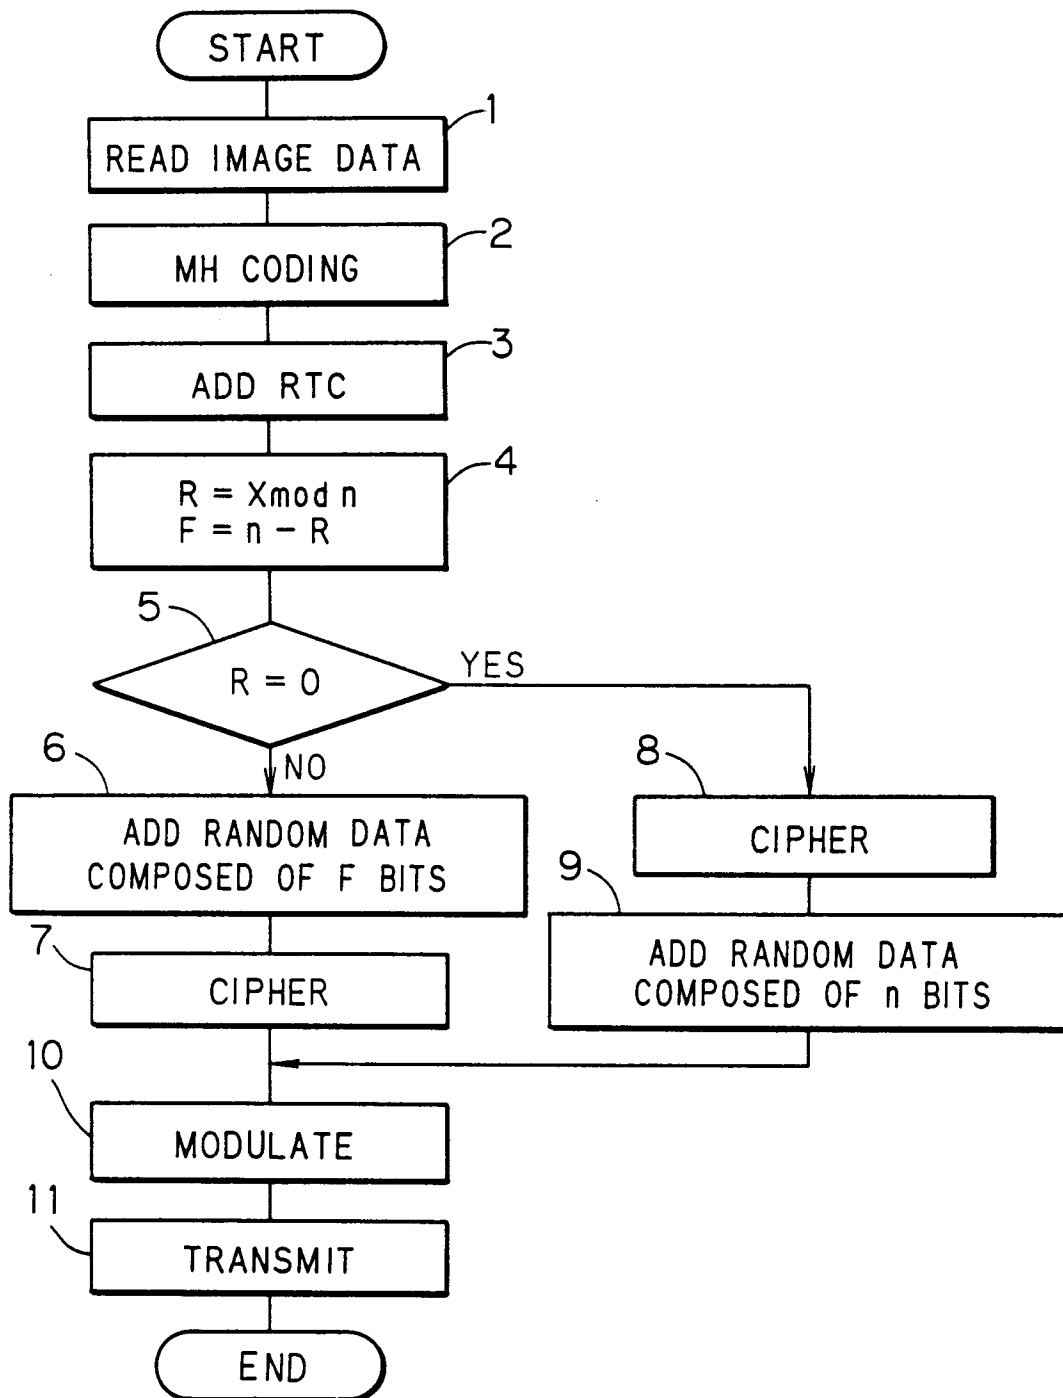 START
1
READ IMAGE DATA
2
MH CODING
3
ADD RTC
4
R = Xmod n
F = n - R
5
R = 0
YES
NO
6
ADD RANDOM DATA
COMPOSED OF F BITS
7
CIPHER
8
CIPHER
9
ADD RANDOM DATA
COMPOSED OF n BITS
10
MODULATE
11
TRANSMIT
END